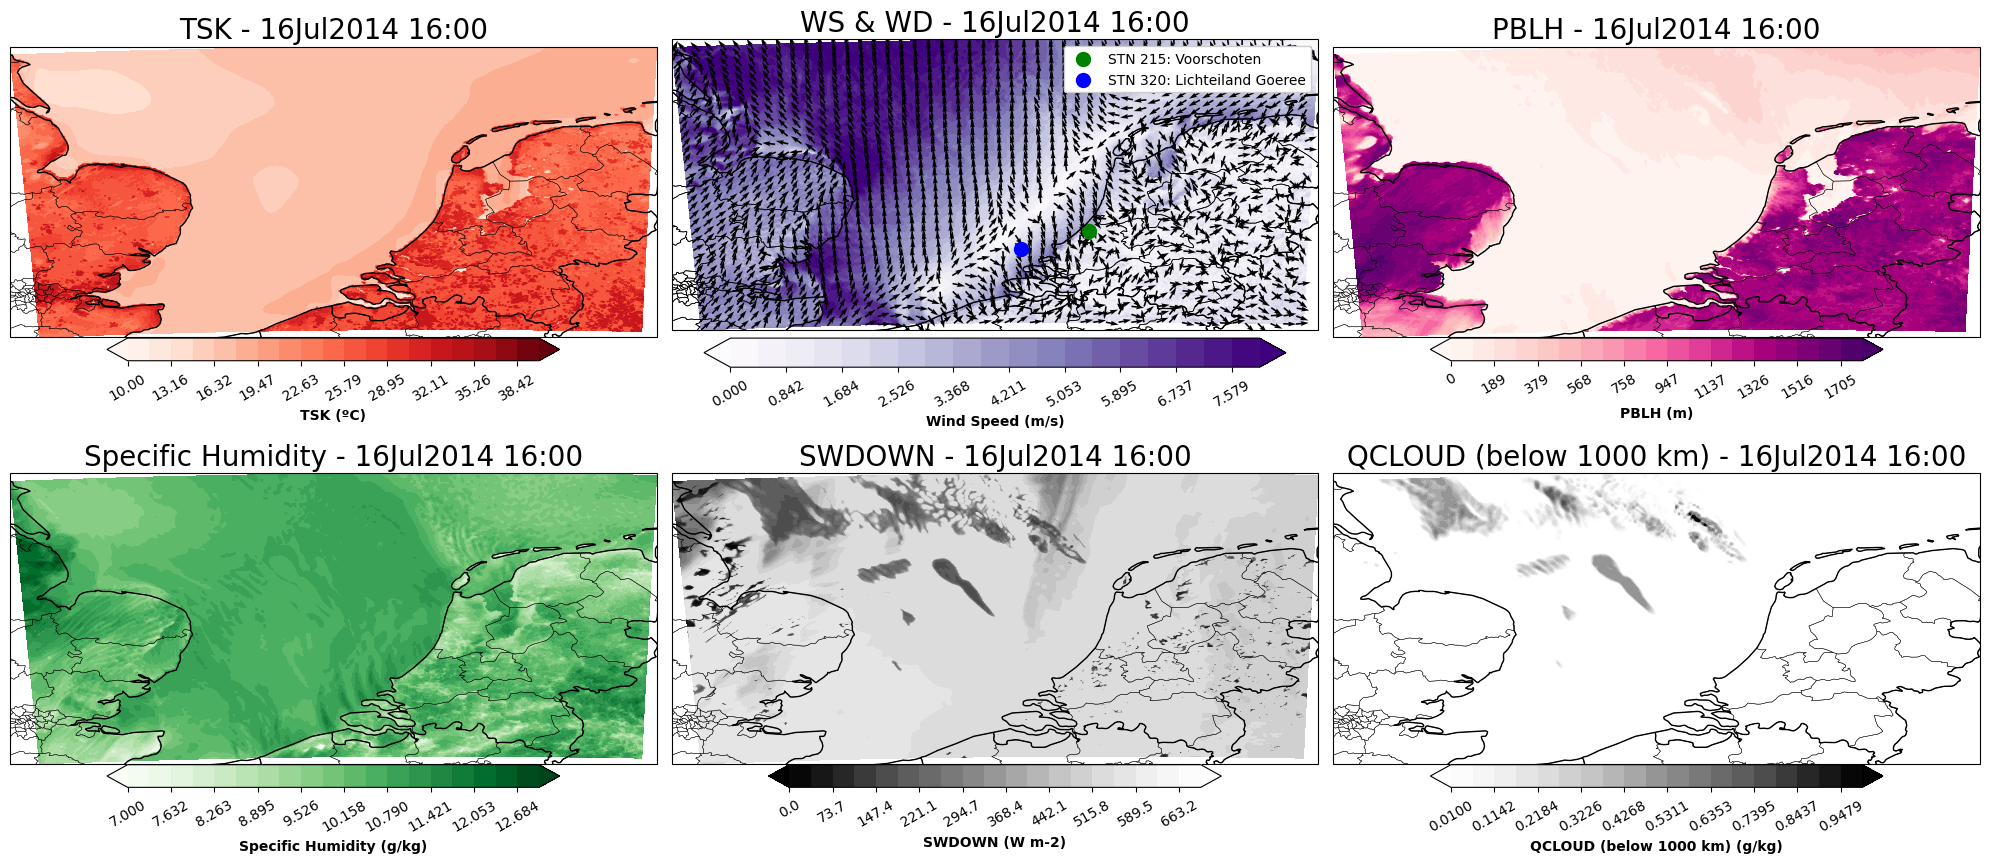 TSK - 16Jul2014 16:00
WS & WD - 16Jul2014 16:00
PBLH - 16Jul2014 16:00
STN 215: Voorschoten
STN 320: Lichteiland Goeree
10.00 13.16 16.32 19.47 22.63 25.79 28.95 32.11 35.26 38.42
TSK (ºC)
0.000 0.842 1.684 2.526 3.368 4.211 5.053 5.895 6.737 7.579
Wind Speed (m/s)
0 189 379 568 758 947 1137 1326 1516 1705
PBLH (m)
Specific Humidity - 16Jul2014 16:00
SWDOWN - 16Jul2014 16:00
QCLOUD (below 1000 km) - 16Jul2014 16:00
7.000 7.632 8.263 8.895 9.526 10.158 10.790 11.421 12.053 12.684
Specific Humidity (g/kg)
0.0 73.7 147.4 221.1 294.7 368.4 442.1 515.8 589.5 663.2
SWDOWN (W m-2)
0.0100 0.1142 0.2184 0.3226 0.4268 0.5311 0.6353 0.7395 0.8437 0.9479
QCLOUD (below 1000 km) (g/kg)